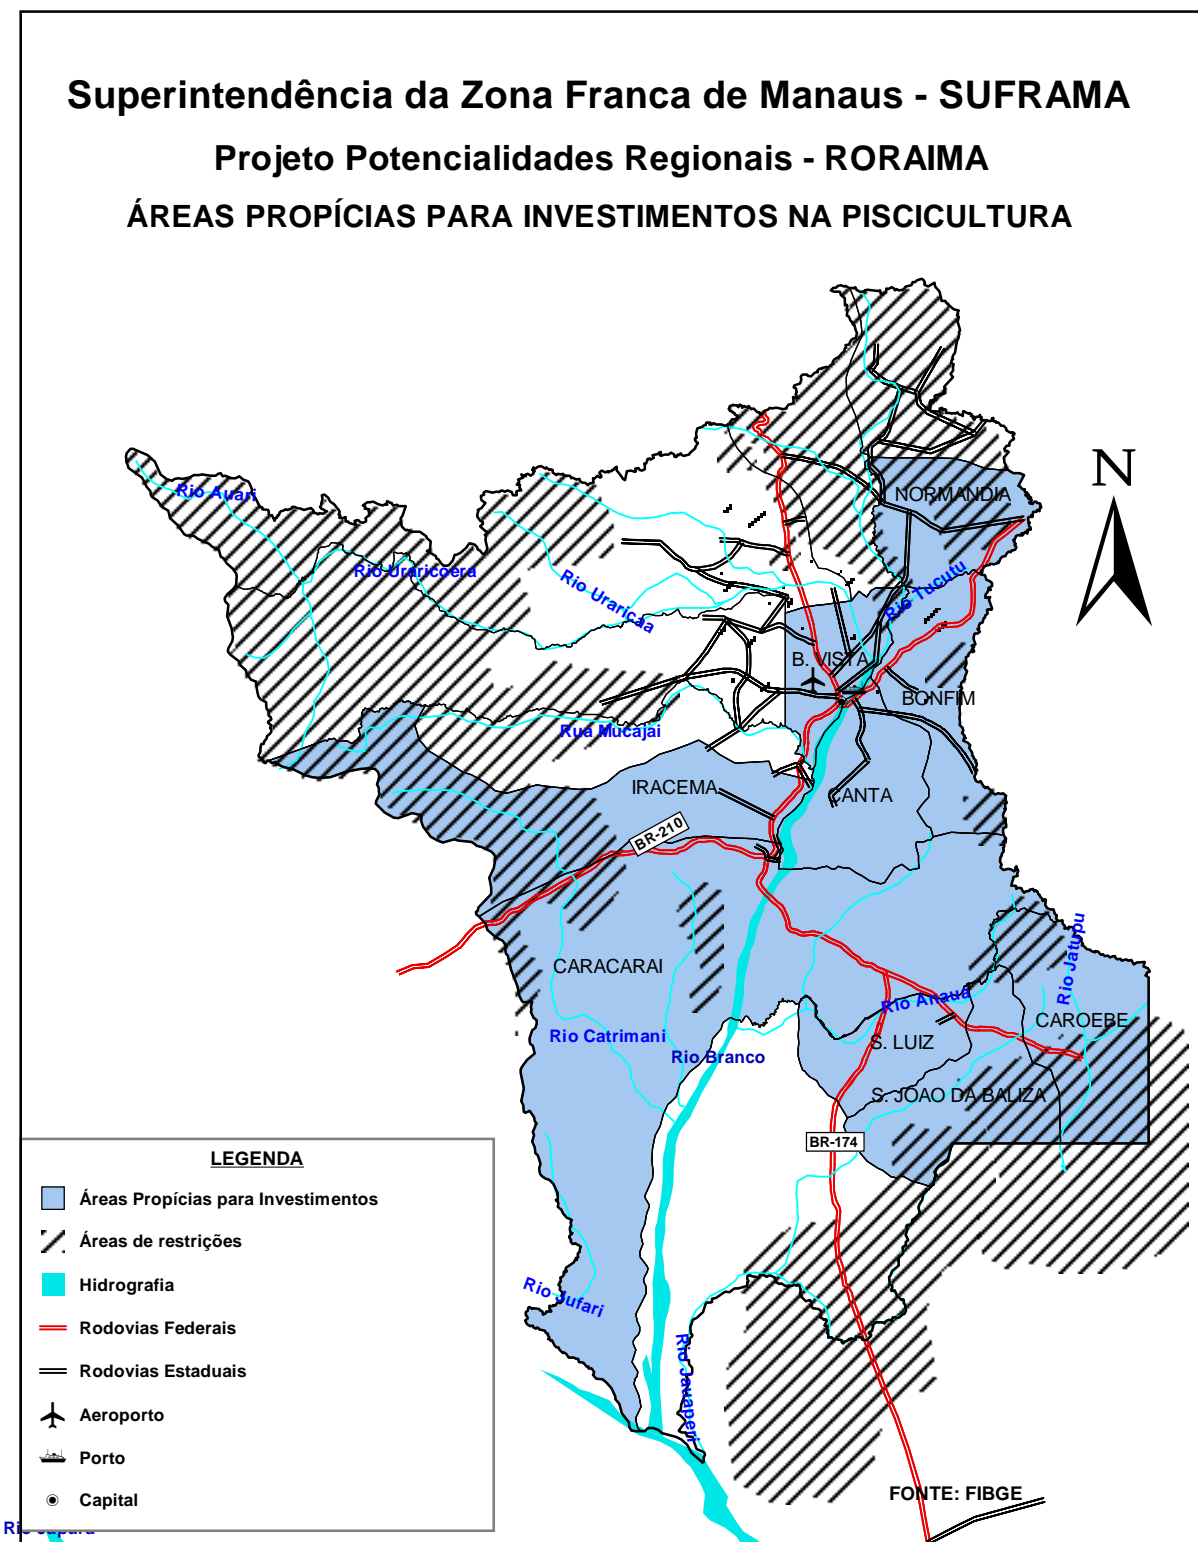 Superintendência da Zona Franca de Manaus - SUFRAMA
Projeto Potencialidades Regionais - RORAIMA
ÁREAS PROPÍCIAS PARA INVESTIMENTOS NA PISCICULTURA
N
Rio Auari
NORMANDIA
Rio Uraricoera
Rio Uraricaa
Rio Tucutu
B. VISTA
BONFIM
Rua Mucajai
IRACEMA
CANTA
BR-210
CARACARAI
Rio Jatupu
Rio Anauá
CAROEBE
Rio Catrimani
S. LUIZ
Rio Branco
S. JOAO DA BALIZA
BR-174
LEGENDA
Áreas Propícias para Investimentos
Áreas de restrições
Hidrografia
Rodovias Federais
Rodovias Estaduais
Aeroporto
Porto
Capital
Rio Jufari
Rio Jauaperi
FONTE: FIBGE